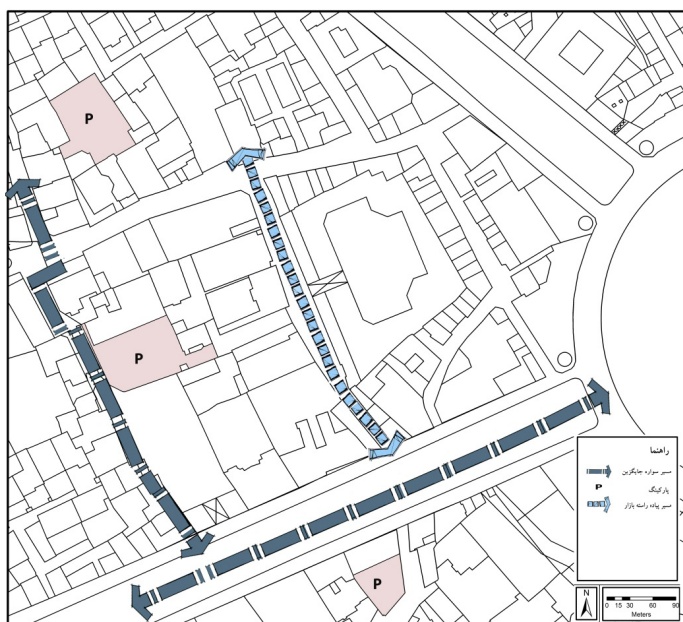 P
P
P
راهنما
مسیر سواره جایگزین
P پارکینگ
مسیر پیاده راسته بازار
N
0 15 30 60 90
Meters